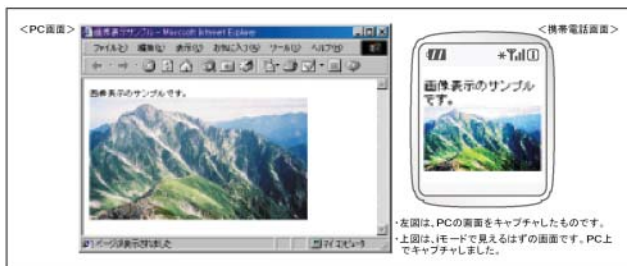 <PC画面>
画像表示サンプル - Microsoft Internet Explorer
ファイル(F) 編集(E) 表示(V) お気に入り(A) ツール(T) ヘルプ(H)
画像表示のサンプルです。
ページが表示されました
マイ コンピュータ
<携帯電話画面>
画像表示のサンプル
です。
・左図は、PCの画面をキャプチャしたものです。
・上図は、iモードで見えるはずの画面です。PC上
でキャプチャしました。